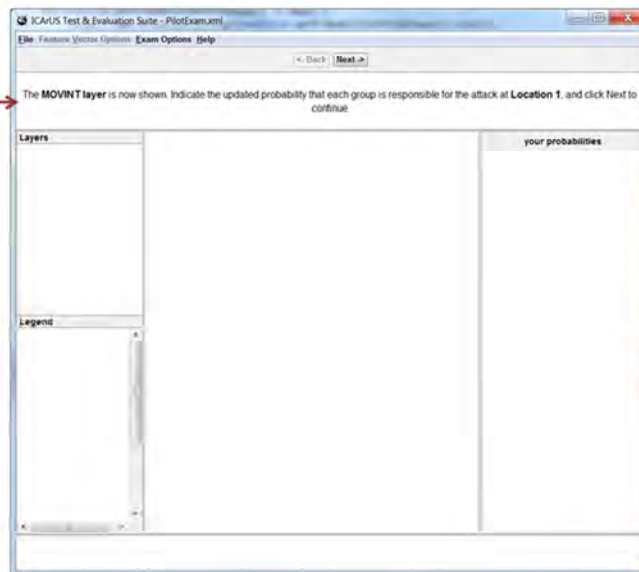 ICArUS Test & Evaluation Suite - PilotExam.xml
File Feature Vector Options Exam Options Help
<- Back Next ->
The MOVINT layer is now shown. Indicate the updated probability that each group is responsible for the attack at Location 1, and click Next to
continue
Layers
your probabilities
Legend